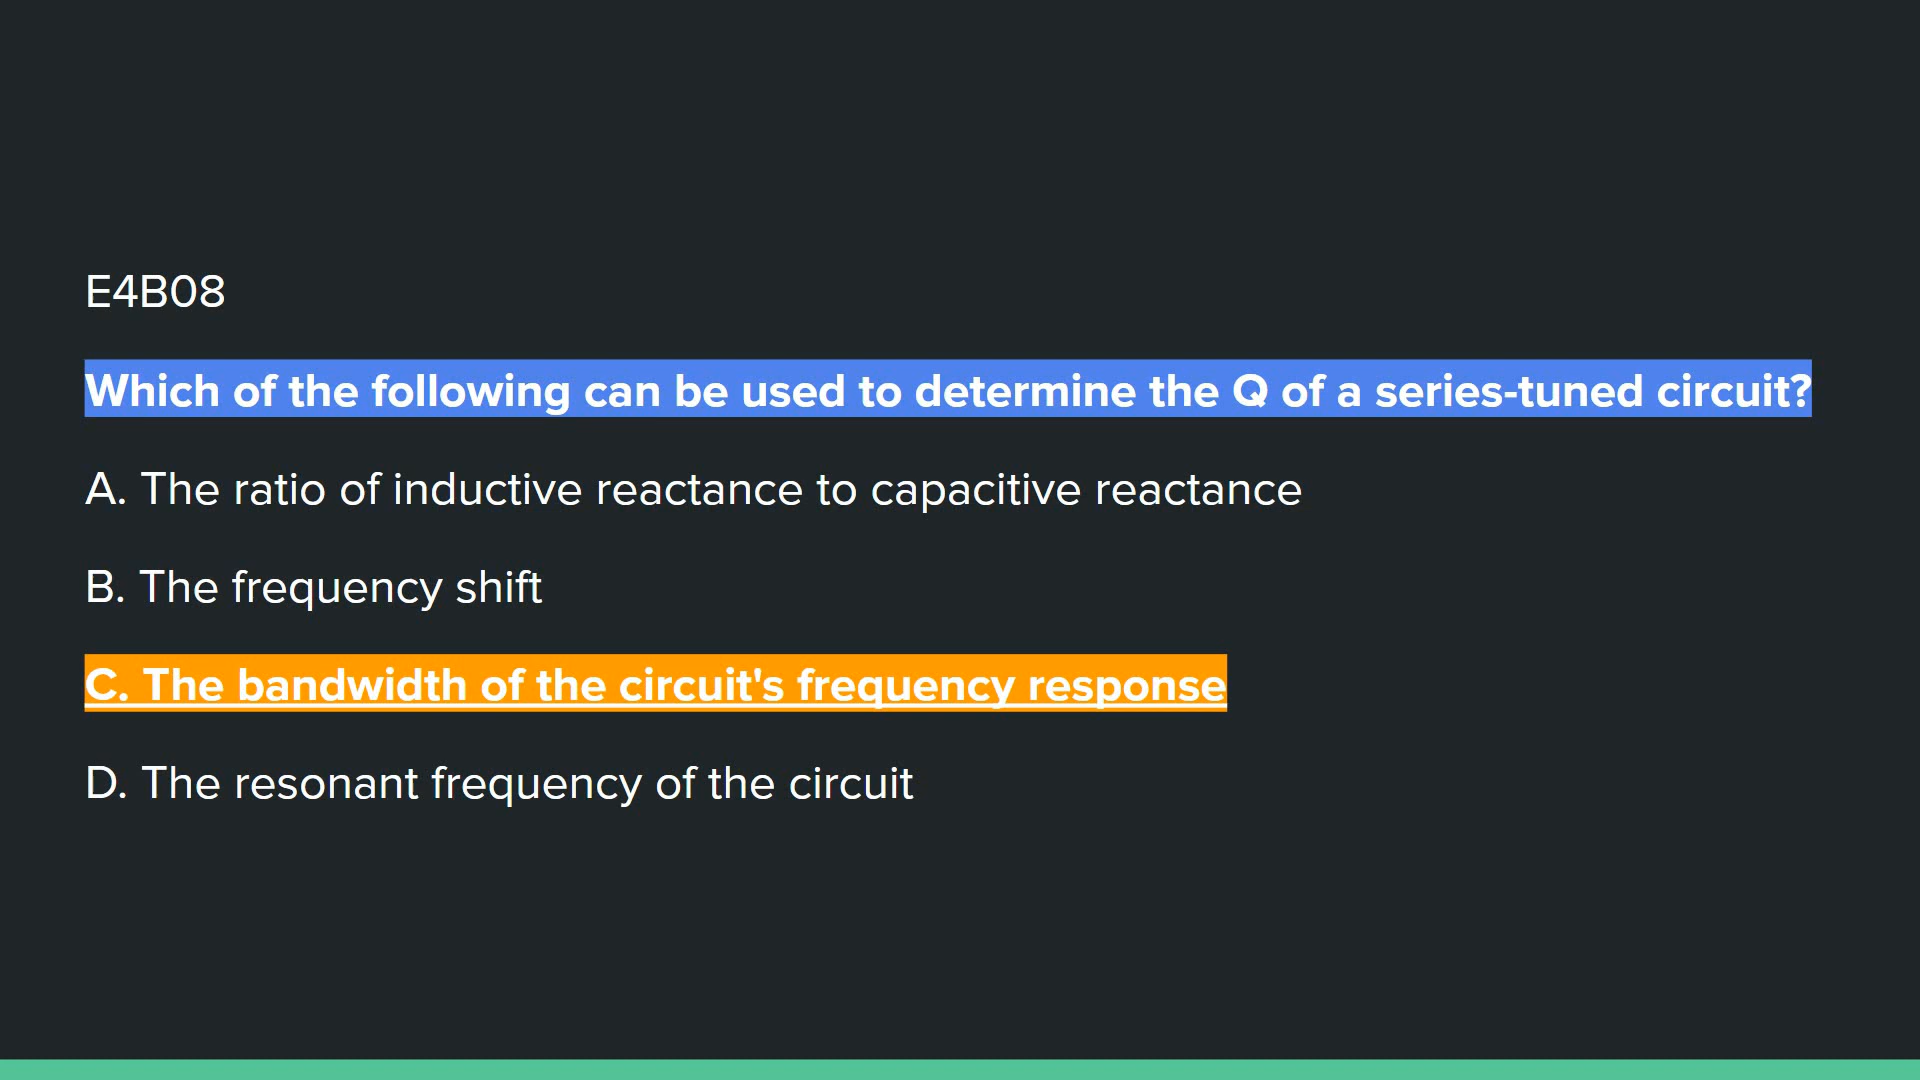 E4B08
Which of the following can be used to determine the Q of a series-tuned circuit?
A. The ratio of inductive reactance to capacitive reactance
B. The frequency shift
C. The bandwidth of the circuit's frequency response
D. The resonant frequency of the circuit